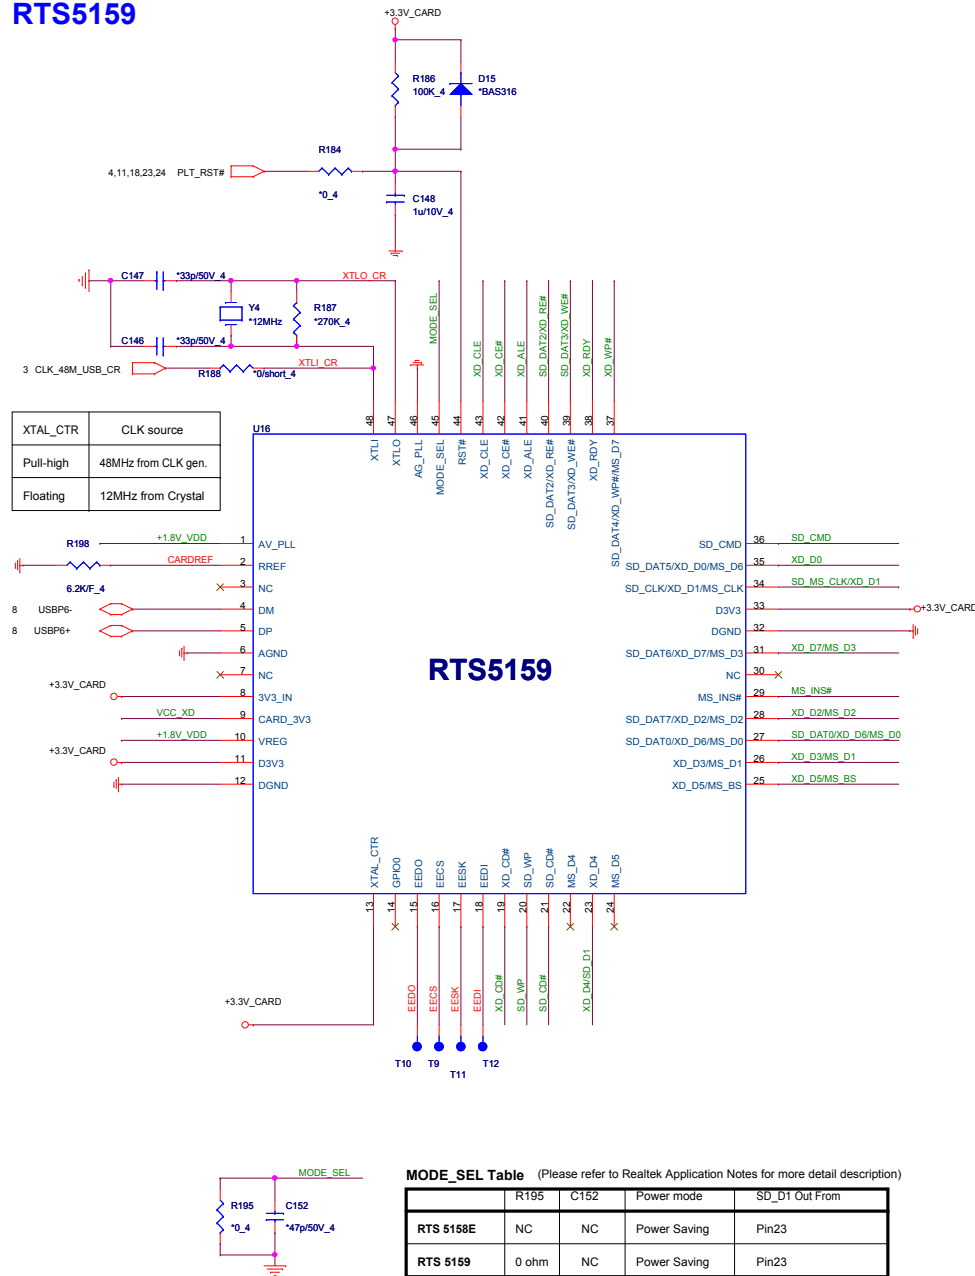 RTS5159
+3.3V_CARD
R186
100K_4
D15
*BAS316
R184
4,11,18,23,24 PLT_RST#
*0_4
C148
1u/10V_4
C147
*33p/50V_4
XTLO_CR
Y4
*12MHz
R187
*270K_4
C146
*33p/50V_4
3 CLK_48M_USB_CR
R188
*0/short_4
XTLI_CR
MODE_SEL
XD_CLE
XD_CE#
XD_ALE
SD_DAT2/XD_RE#
SD_DAT3/XD_WE#
XD_RDY
XD_WP#
XTAL_CTR CLK source
Pull-high 48MHz from CLK gen.
Floating 12MHz from Crystal
U16
48 47 46 45 44 43 42 41 40 39 38 37
XTLI
XTLO
AG_PLL
MODE_SEL
RST#
XD_CLE
XD_CE#
XD_ALE
SD_DAT2/XD_RE#
SD_DAT3/XD_WE#
XD_RDY
SD_DAT4/XD_WP#/MS_D7
R198
6.2K/F_4
+1.8V_VDD 1 AV_PLL
CARDREF 2 RREF
3 NC
8 USBP6- 4 DM
8 USBP6+ 5 DP
6 AGND
7 NC
+3.3V_CARD 8 3V3_IN
VCC_XD 9 CARD_3V3
+1.8V_VDD 10 VREG
+3.3V_CARD 11 D3V3
12 DGND
RTS5159
SD_CMD 36 SD_CMD
SD_DAT5/XD_D0/MS_D6 35 XD_D0
SD_CLK/XD_D1/MS_CLK 34 SD_MS_CLK/XD_D1
D3V3 33 +3.3V_CARD
DGND 32
SD_DAT6/XD_D7/MS_D3 31 XD_D7/MS_D3
NC 30
MS_INS# 29 MS_INS#
SD_DAT7/XD_D2/MS_D2 28 XD_D2/MS_D2
SD_DAT0/XD_D6/MS_D0 27 SD_DAT0/XD_D6/MS_D0
XD_D3/MS_D1 26 XD_D3/MS_D1
XD_D5/MS_BS 25 XD_D5/MS_BS
XTAL_CTR
GPIO0
EEDO
EECS
EESK
EEDI
XD_CD#
SD_WP
SD_CD#
MS_D4
XD_D4
MS_D5
13 14 15 16 17 18 19 20 21 22 23 24
+3.3V_CARD
EEDO
EECS
EESK
EEDI
XD_CD#
SD_WP
SD_CD#
XD_D4/SD_D1
T10
T9
T11
T12
MODE_SEL
R195
*0_4
C152
*47p/50V_4
MODE_SEL Table (Please refer to Realtek Application Notes for more detail description)
R195 C152 Power mode SD_D1 Out From
RTS 5158E NC NC Power Saving Pin23
RTS 5159 0 ohm NC Power Saving Pin23